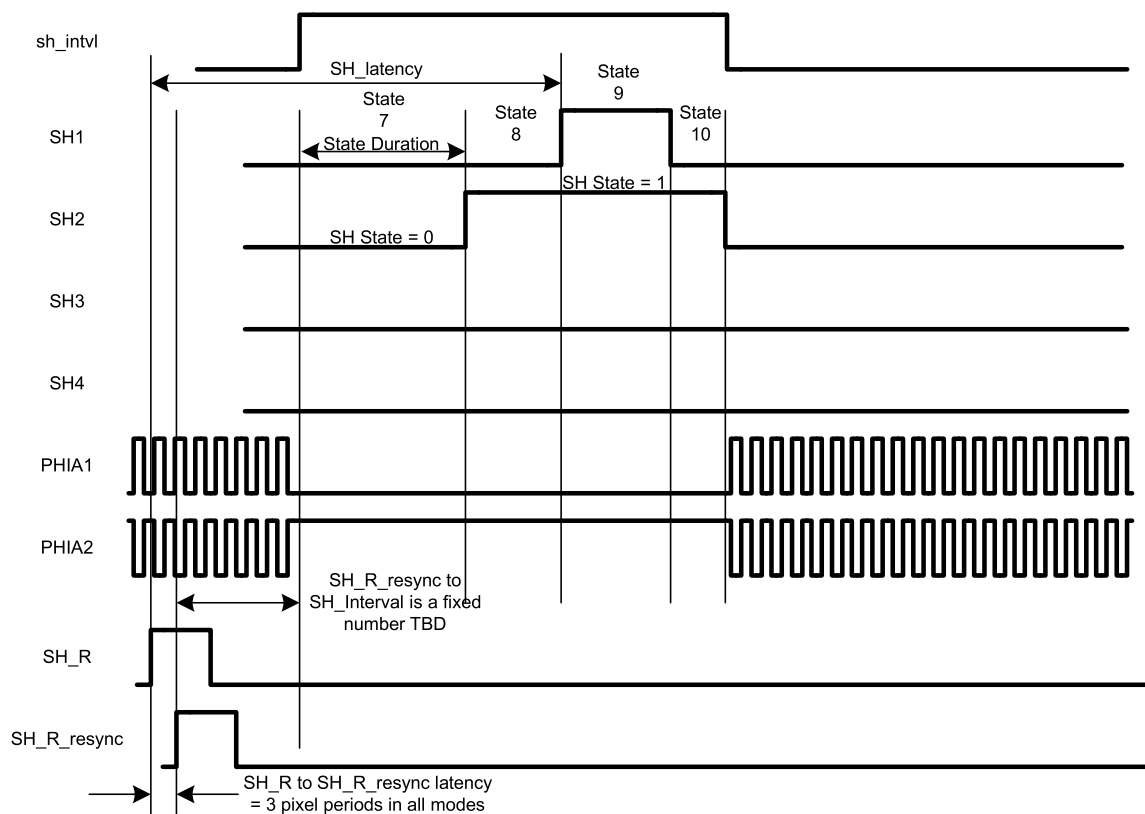 sh_intvl
SH_latency
State
9
State
7
State
8
State
10
SH1
State Duration
SH State = 1
SH2
SH State = 0
SH3
SH4
PHIA1
PHIA2
SH_R_resync to
SH_Interval is a fixed
number TBD
SH_R
SH_R_resync
SH_R to SH_R_resync latency
= 3 pixel periods in all modes